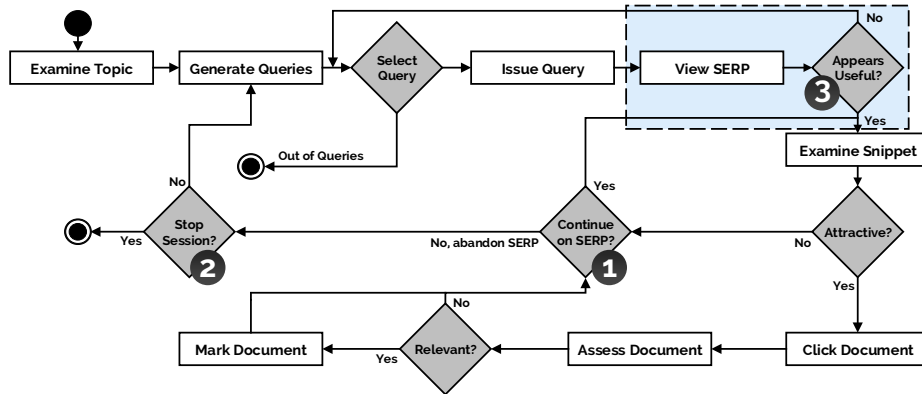 No
Examine Topic
Generate Queries
Select
Query
Issue Query
View SERP
Appears
Useful?
3
Yes
Out of Queries
Examine Snippet
No
Yes
Stop
Session?
Yes
2
No, abandon SERP
Continue
on SERP?
1
No
Attractive?
Yes
No
Mark Document
Yes
Relevant?
Assess Document
Click Document